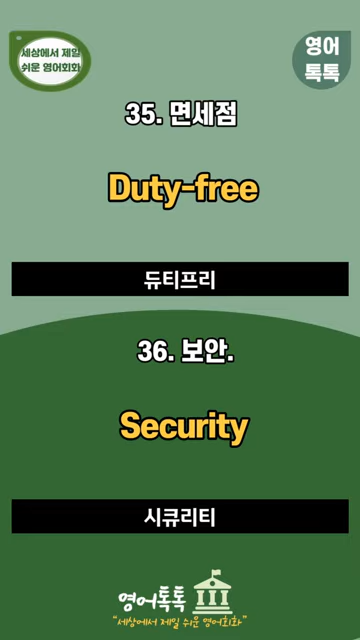 세상에서 제일
쉬운 영어회화
영어
톡톡
35. 면세점
Duty-free
듀티프리
36. 보안.
Security
시큐리티
영어톡톡
"세상에서 제일 쉬운 영어회화"